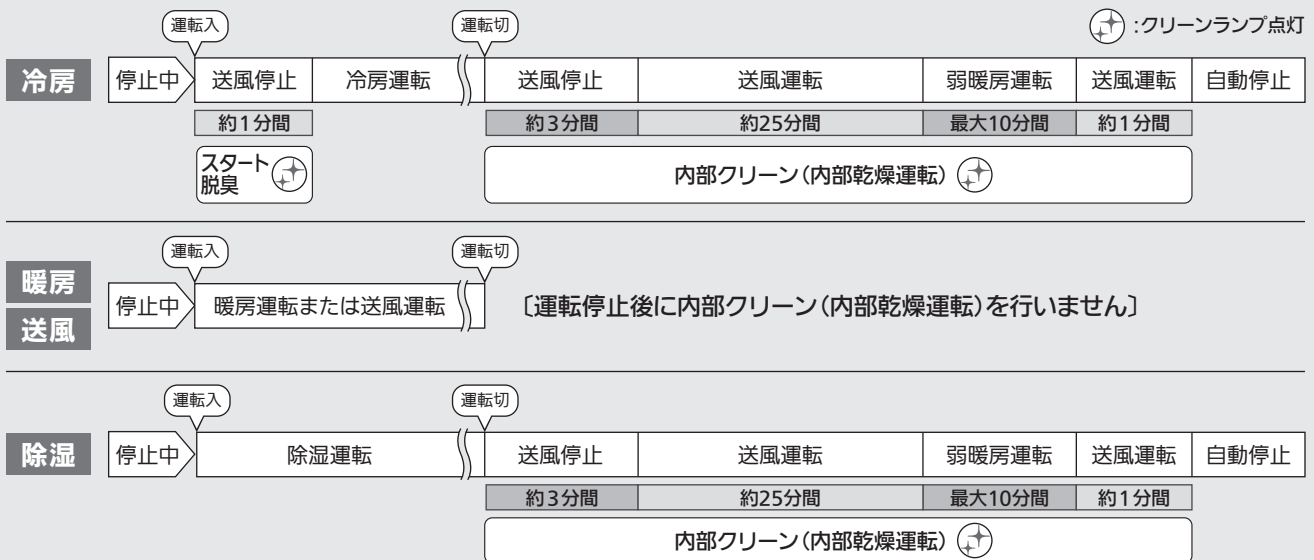 運転入
運転切
:クリーンランプ点灯
冷房
停止中
送風停止
冷房運転
送風停止
送風運転
弱暖房運転
送風運転
自動停止
約1分間
約3分間
約25分間
最大10分間
約1分間
スタート
脱臭
内部クリーン(内部乾燥運転)
運転入
運転切
暖房
送風
停止中
暖房運転または送風運転
〔運転停止後に内部クリーン(内部乾燥運転)を行いません〕
運転入
運転切
除湿
停止中
除湿運転
送風停止
送風運転
弱暖房運転
送風運転
自動停止
約3分間
約25分間
最大10分間
約1分間
内部クリーン(内部乾燥運転)